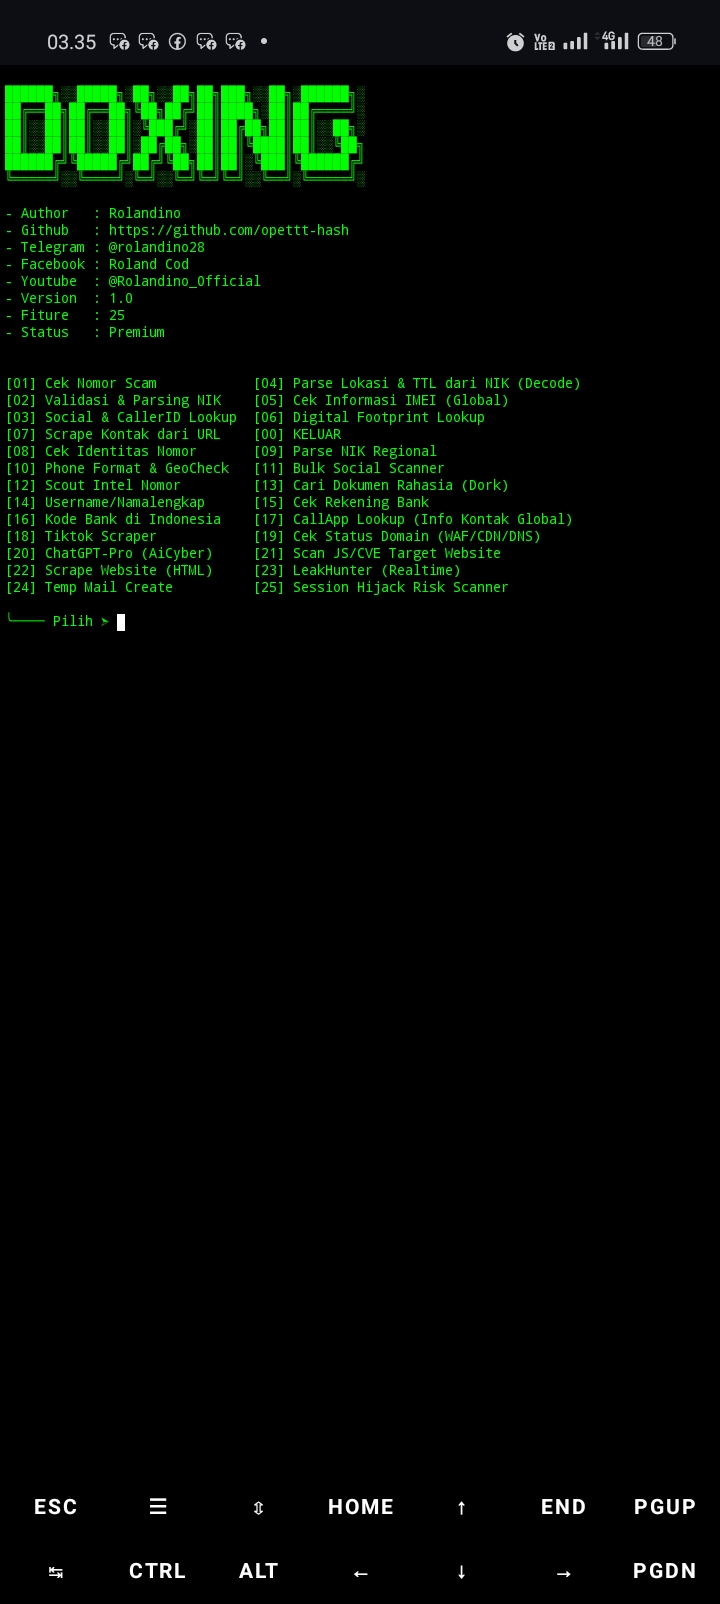 03.35 Vo LTE 2 4G 48
DOXING
- Author   : Rolandino
- Github   : https://github.com/opettt-hash
- Telegram : @rolandino28
- Facebook : Roland Cod
- Youtube  : @Rolandino_Official
- Version  : 1.0
- Fiture   : 25
- Status   : Premium
[01] Cek Nomor Scam            [04] Parse Lokasi & TTL dari NIK (Decode)
[02] Validasi & Parsing NIK    [05] Cek Informasi IMEI (Global)
[03] Social & CallerID Lookup  [06] Digital Footprint Lookup
[07] Scrape Kontak dari URL    [00] KELUAR
[08] Cek Identitas Nomor       [09] Parse NIK Regional
[10] Phone Format & GeoCheck   [11] Bulk Social Scanner
[12] Scout Intel Nomor         [13] Cari Dokumen Rahasia (Dork)
[14] Username/Namalengkap      [15] Cek Rekening Bank
[16] Kode Bank di Indonesia    [17] CallApp Lookup (Info Kontak Global)
[18] Tiktok Scraper            [19] Cek Status Domain (WAF/CDN/DNS)
[20] ChatGPT-Pro (AiCyber)     [21] Scan JS/CVE Target Website
[22] Scrape Website (HTML)     [23] LeakHunter (Realtime)
[24] Temp Mail Create          [25] Session Hijack Risk Scanner
╰──── Pilih ➤
ESC ☰ ⇳ HOME ↑ END PGUP
↹ CTRL ALT ← ↓ → PGDN